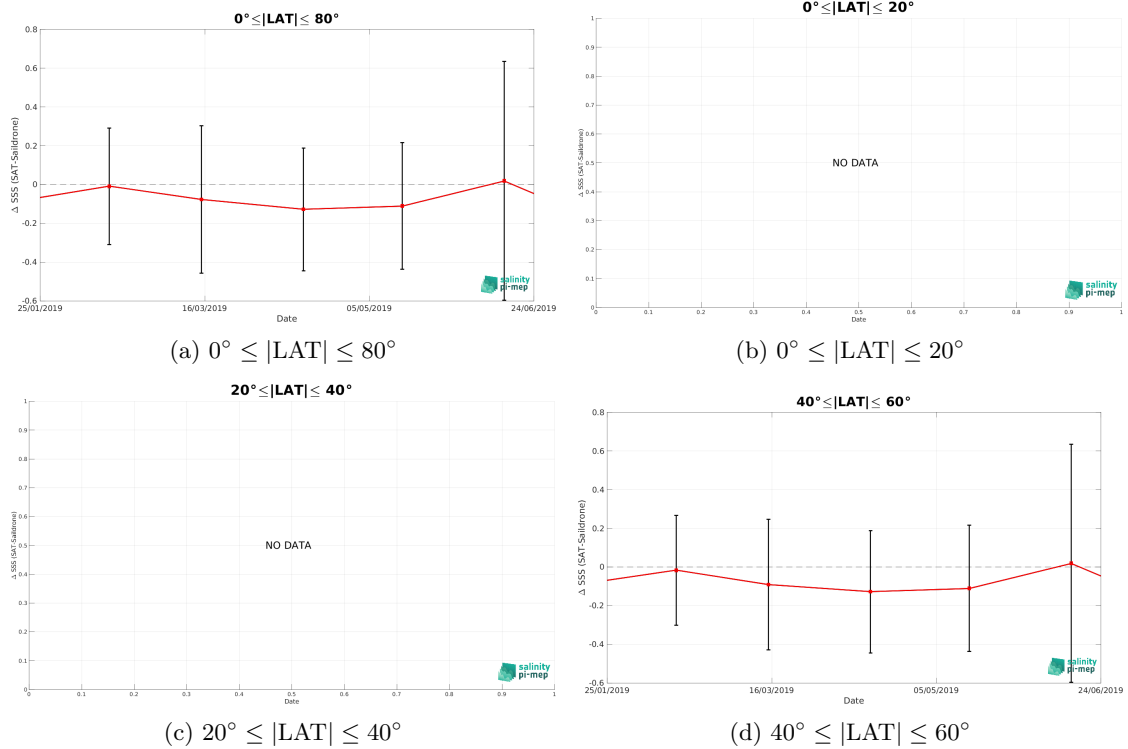 0°≤|LAT|≤ 80°
0.8
0.6
0.4
0.2
0
-0.2
-0.4
-0.6
Δ SSS (SAT-Saildrone)
25/01/2019 16/03/2019 05/05/2019 24/06/2019
Date
salinity
pi-mep
(a) 0° ≤ |LAT| ≤ 80°
0°≤|LAT|≤ 20°
1
0.9
0.8
0.7
0.6
0.5
0.4
0.3
0.2
0.1
0
Δ SSS (SAT-Saildrone)
NO DATA
0 0.1 0.2 0.3 0.4 0.5 0.6 0.7 0.8 0.9 1
Date
salinity
pi-mep
(b) 0° ≤ |LAT| ≤ 20°
20°≤|LAT|≤ 40°
1
0.9
0.8
0.7
0.6
0.5
0.4
0.3
0.2
0.1
0
Δ SSS (SAT-Saildrone)
NO DATA
0 0.1 0.2 0.3 0.4 0.5 0.6 0.7 0.8 0.9 1
Date
salinity
pi-mep
(c) 20° ≤ |LAT| ≤ 40°
40°≤|LAT|≤ 60°
0.8
0.6
0.4
0.2
0
-0.2
-0.4
-0.6
Δ SSS (SAT-Saildrone)
25/01/2019 16/03/2019 05/05/2019 24/06/2019
Date
salinity
pi-mep
(d) 40° ≤ |LAT| ≤ 60°